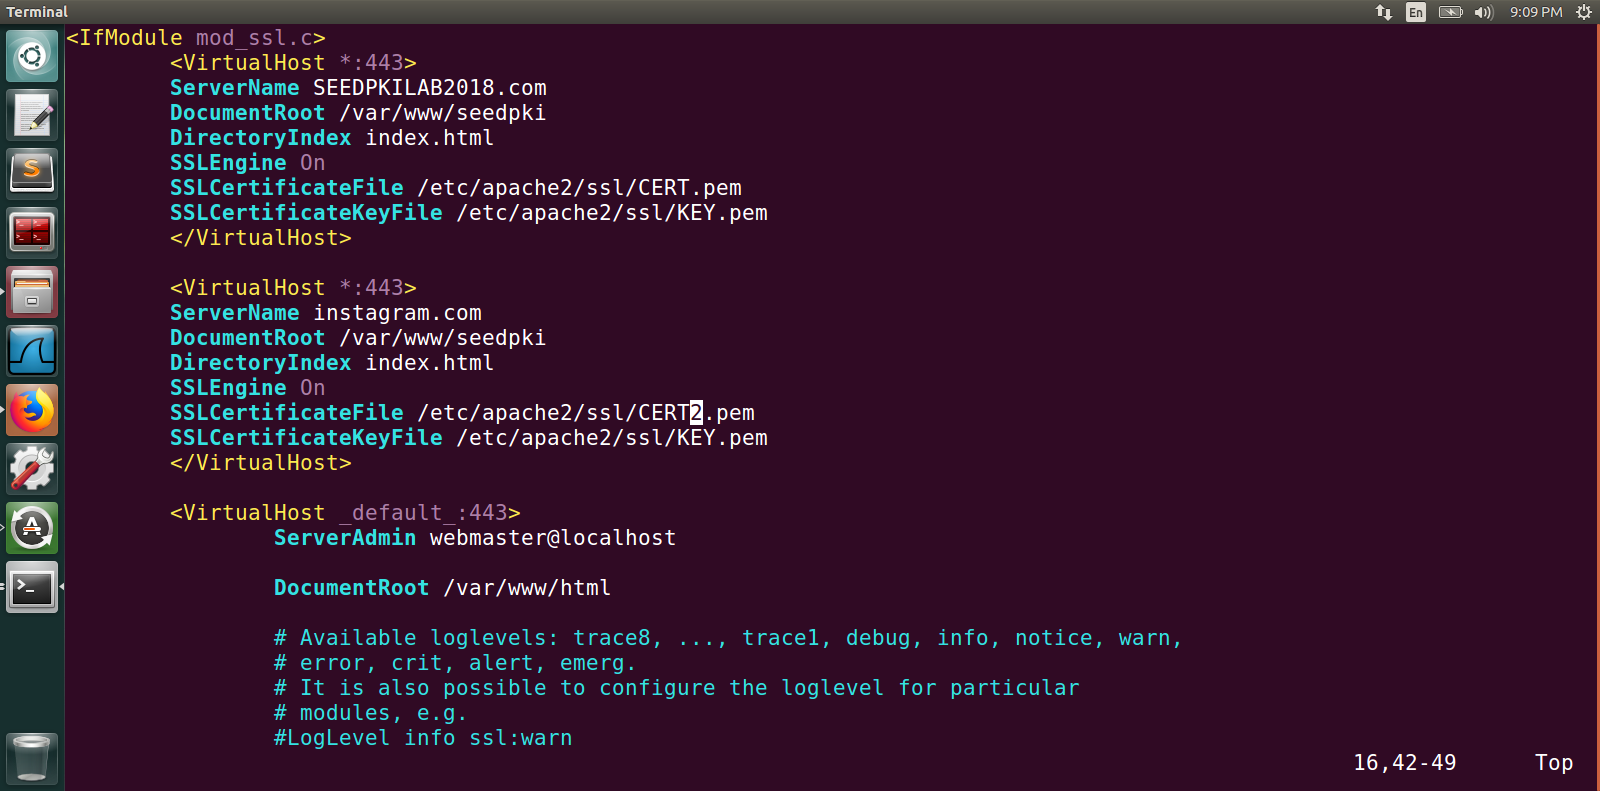 Terminal
En
9:09 PM
<IfModule mod_ssl.c>
<VirtualHost *:443>
ServerName SEEDPKILAB2018.com
DocumentRoot /var/www/seedpki
DirectoryIndex index.html
SSLEngine On
SSLCertificateFile /etc/apache2/ssl/CERT.pem
SSLCertificateKeyFile /etc/apache2/ssl/KEY.pem
</VirtualHost>
<VirtualHost *:443>
ServerName instagram.com
DocumentRoot /var/www/seedpki
DirectoryIndex index.html
SSLEngine On
SSLCertificateFile /etc/apache2/ssl/CERT2.pem
SSLCertificateKeyFile /etc/apache2/ssl/KEY.pem
</VirtualHost>
<VirtualHost _default_:443>
ServerAdmin webmaster@localhost
DocumentRoot /var/www/html
# Available loglevels: trace8, ..., trace1, debug, info, notice, warn,
# error, crit, alert, emerg.
# It is also possible to configure the loglevel for particular
# modules, e.g.
#LogLevel info ssl:warn
16,42-49 Top